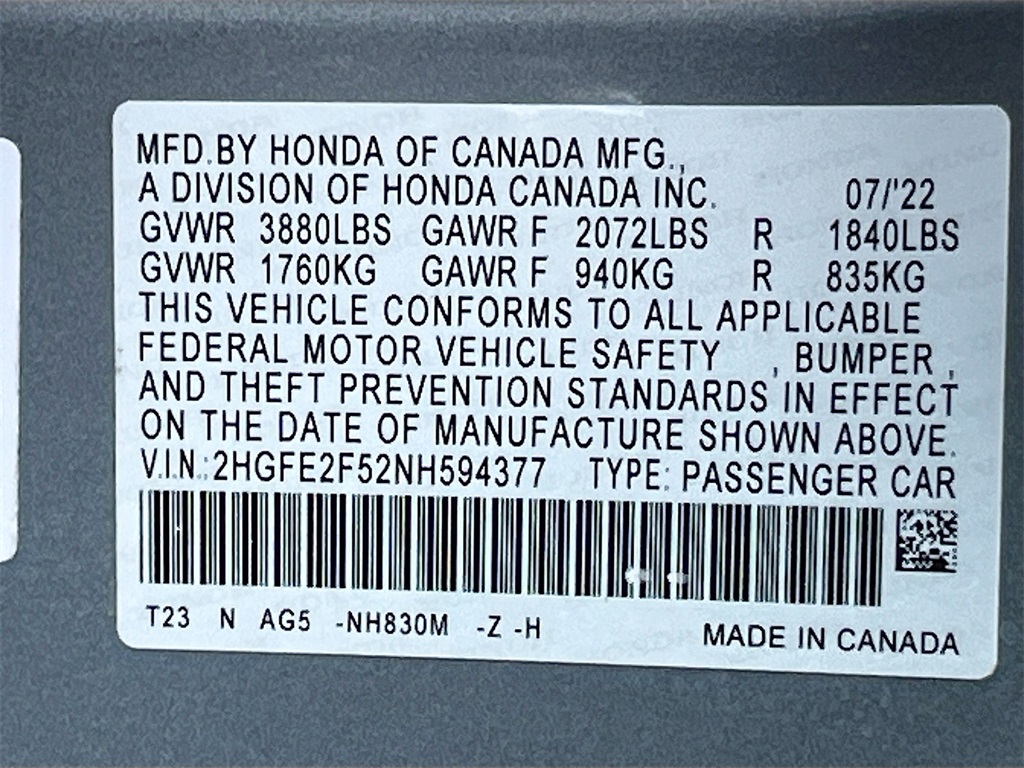 MFD.BY HONDA OF CANADA MFG.,
A DIVISION OF HONDA CANADA INC. 07/'22
GVWR 3880LBS GAWR F 2072LBS R 1840LBS
GVWR 1760KG GAWR F 940KG R 835KG
THIS VEHICLE CONFORMS TO ALL APPLICABLE
FEDERAL MOTOR VEHICLE SAFETY , BUMPER ,
AND THEFT PREVENTION STANDARDS IN EFFECT
ON THE DATE OF MANUFACTURE SHOWN ABOVE.
V.I.N.:2HGFE2F52NH594377 TYPE: PASSENGER CAR
T23 N AG5 -NH830M -Z -H
MADE IN CANADA